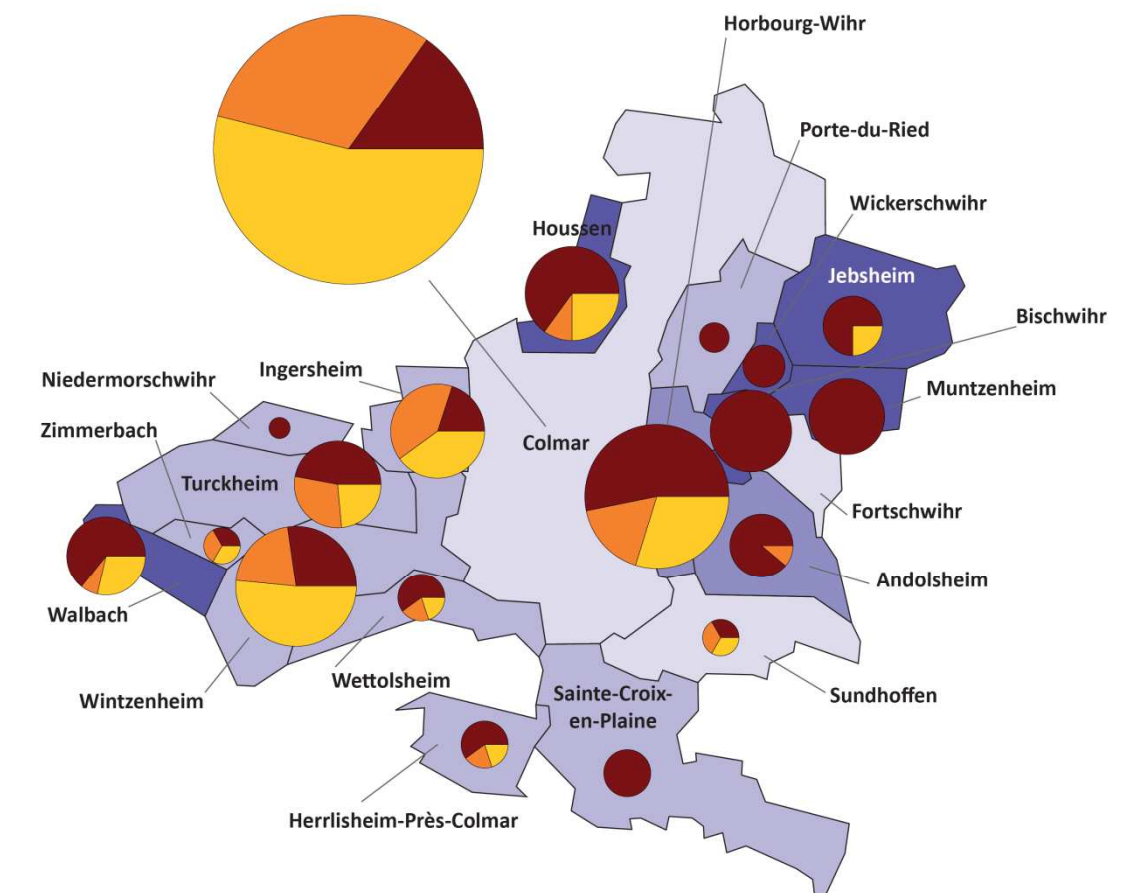 Horbourg-Wihr
Porte-du-Ried
Wickerschwihr
Houssen
Jebsheim
Bischwihr
Ingersheim
Niedermorschwihr
Muntzenheim
Zimmerbach
Colmar
Turckheim
Fortschwihr
Andolsheim
Walbach
Wettolsheim
Wintzenheim
Sainte-Croix-
en-Plaine
Sundhoffen
Herrlisheim-Près-Colmar